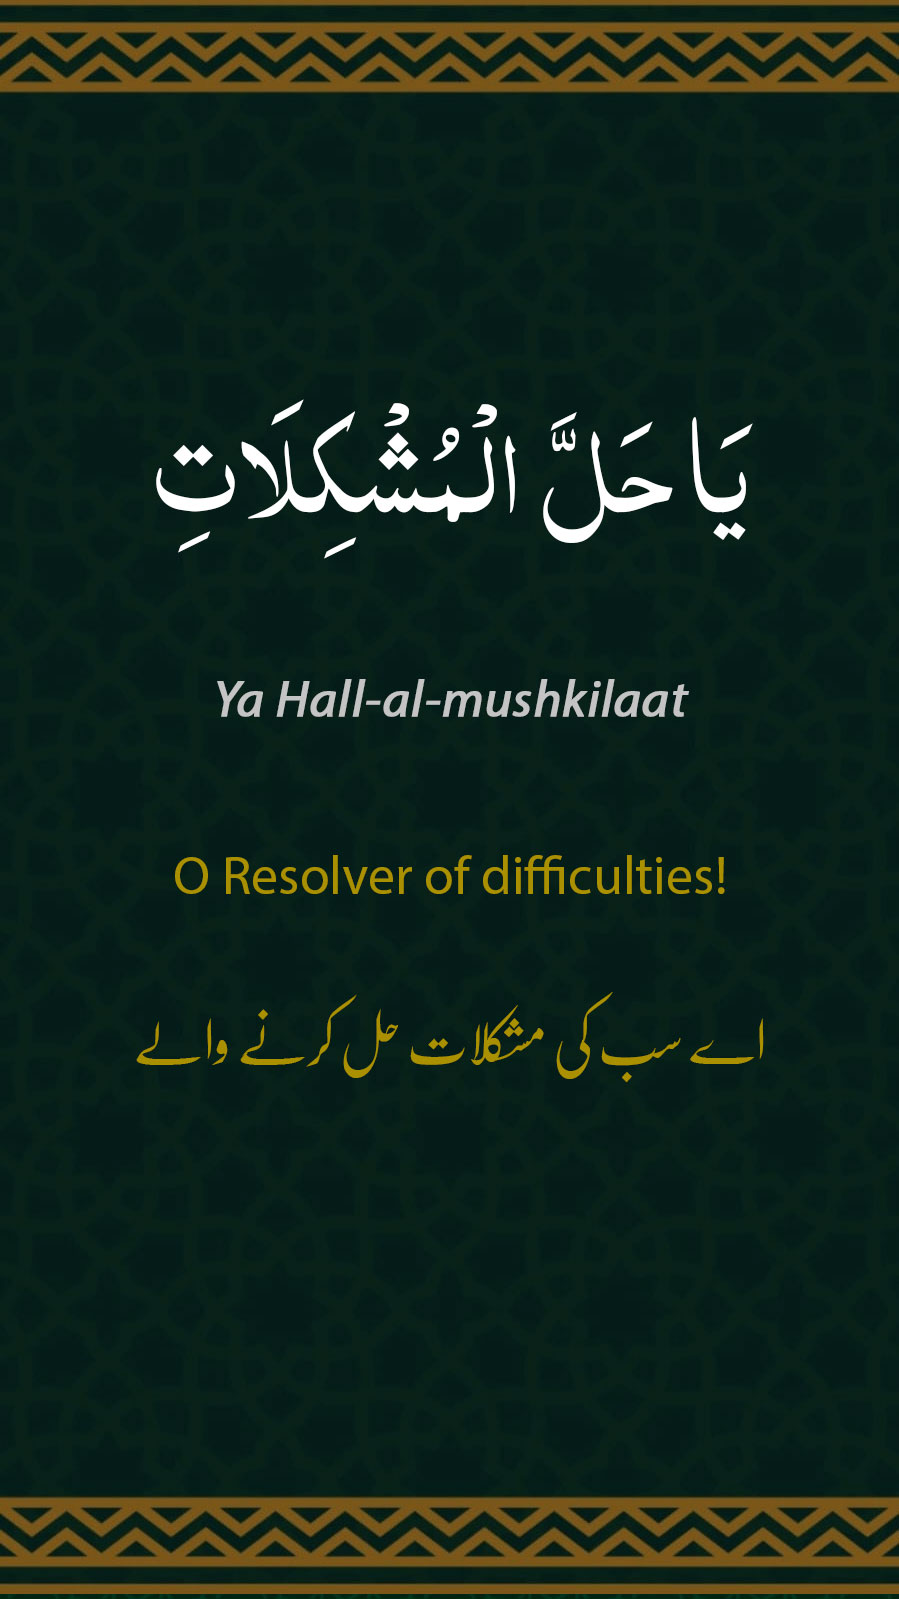 يَا حَلَّ الْمُشْكِلَاتِ
Ya Hall-al-mushkilaat
O Resolver of difficulties!
اے سب کی مشکلات حل کرنے والے